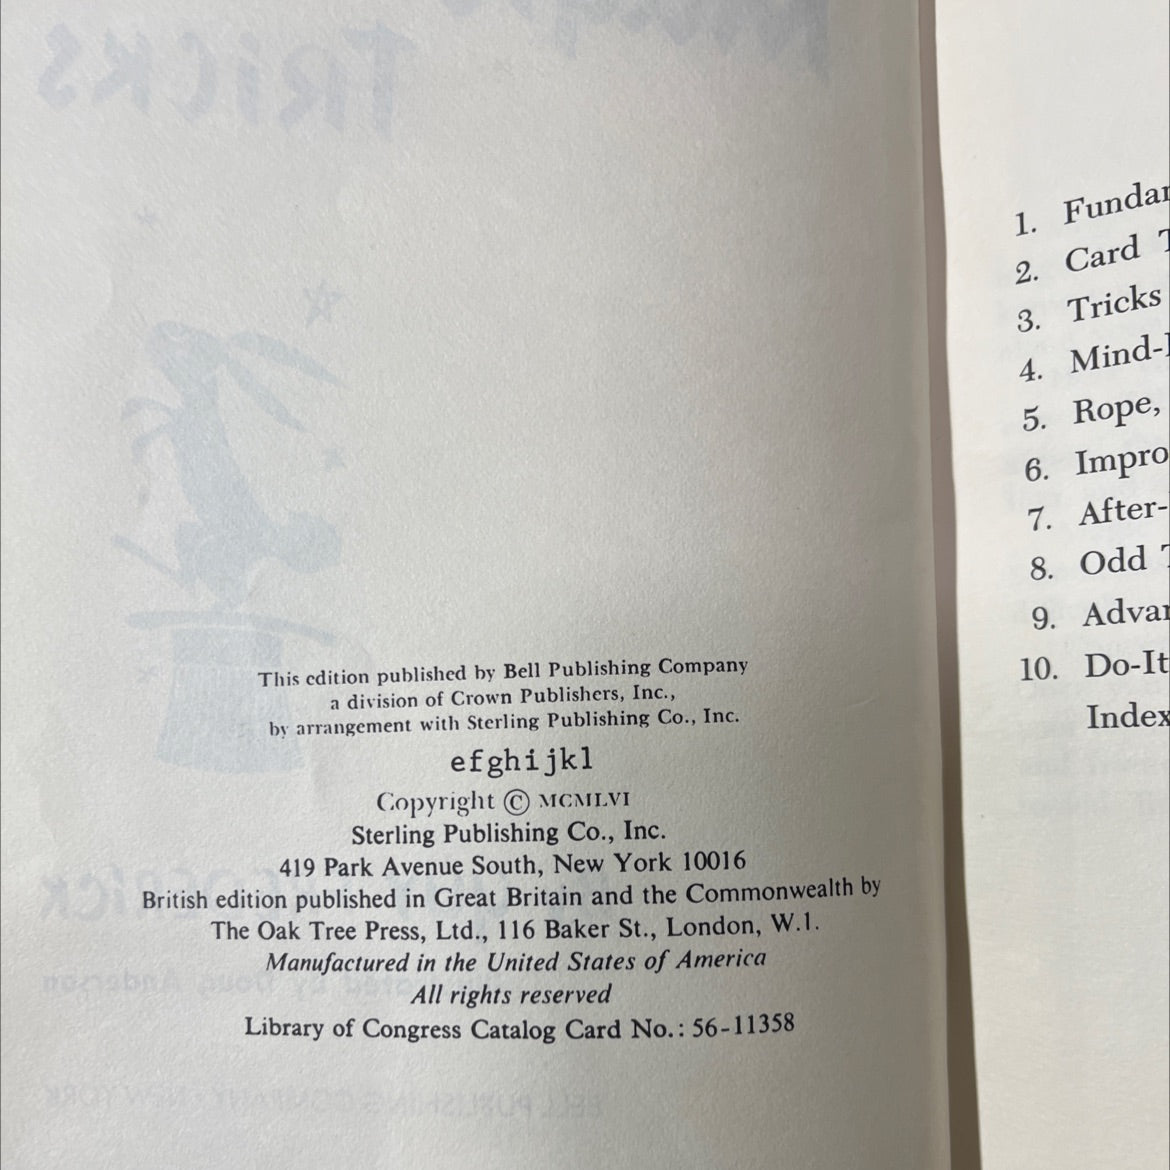 TRICKS
This edition published by Bell Publishing Company
a division of Crown Publishers, Inc.,
by arrangement with Sterling Publishing Co., Inc.
efghijkl
Copyright © MCMLVI
Sterling Publishing Co., Inc.
419 Park Avenue South, New York 10016
British edition published in Great Britain and the Commonwealth by
The Oak Tree Press, Ltd., 116 Baker St., London, W.1.
Manufactured in the United States of America
All rights reserved
Library of Congress Catalog Card No.: 56-11358
1. Fundar
2. Card T
3. Tricks
4. Mind-
5. Rope,
6. Impro
7. After-
8. Odd T
9. Advan
10. Do-It
Index